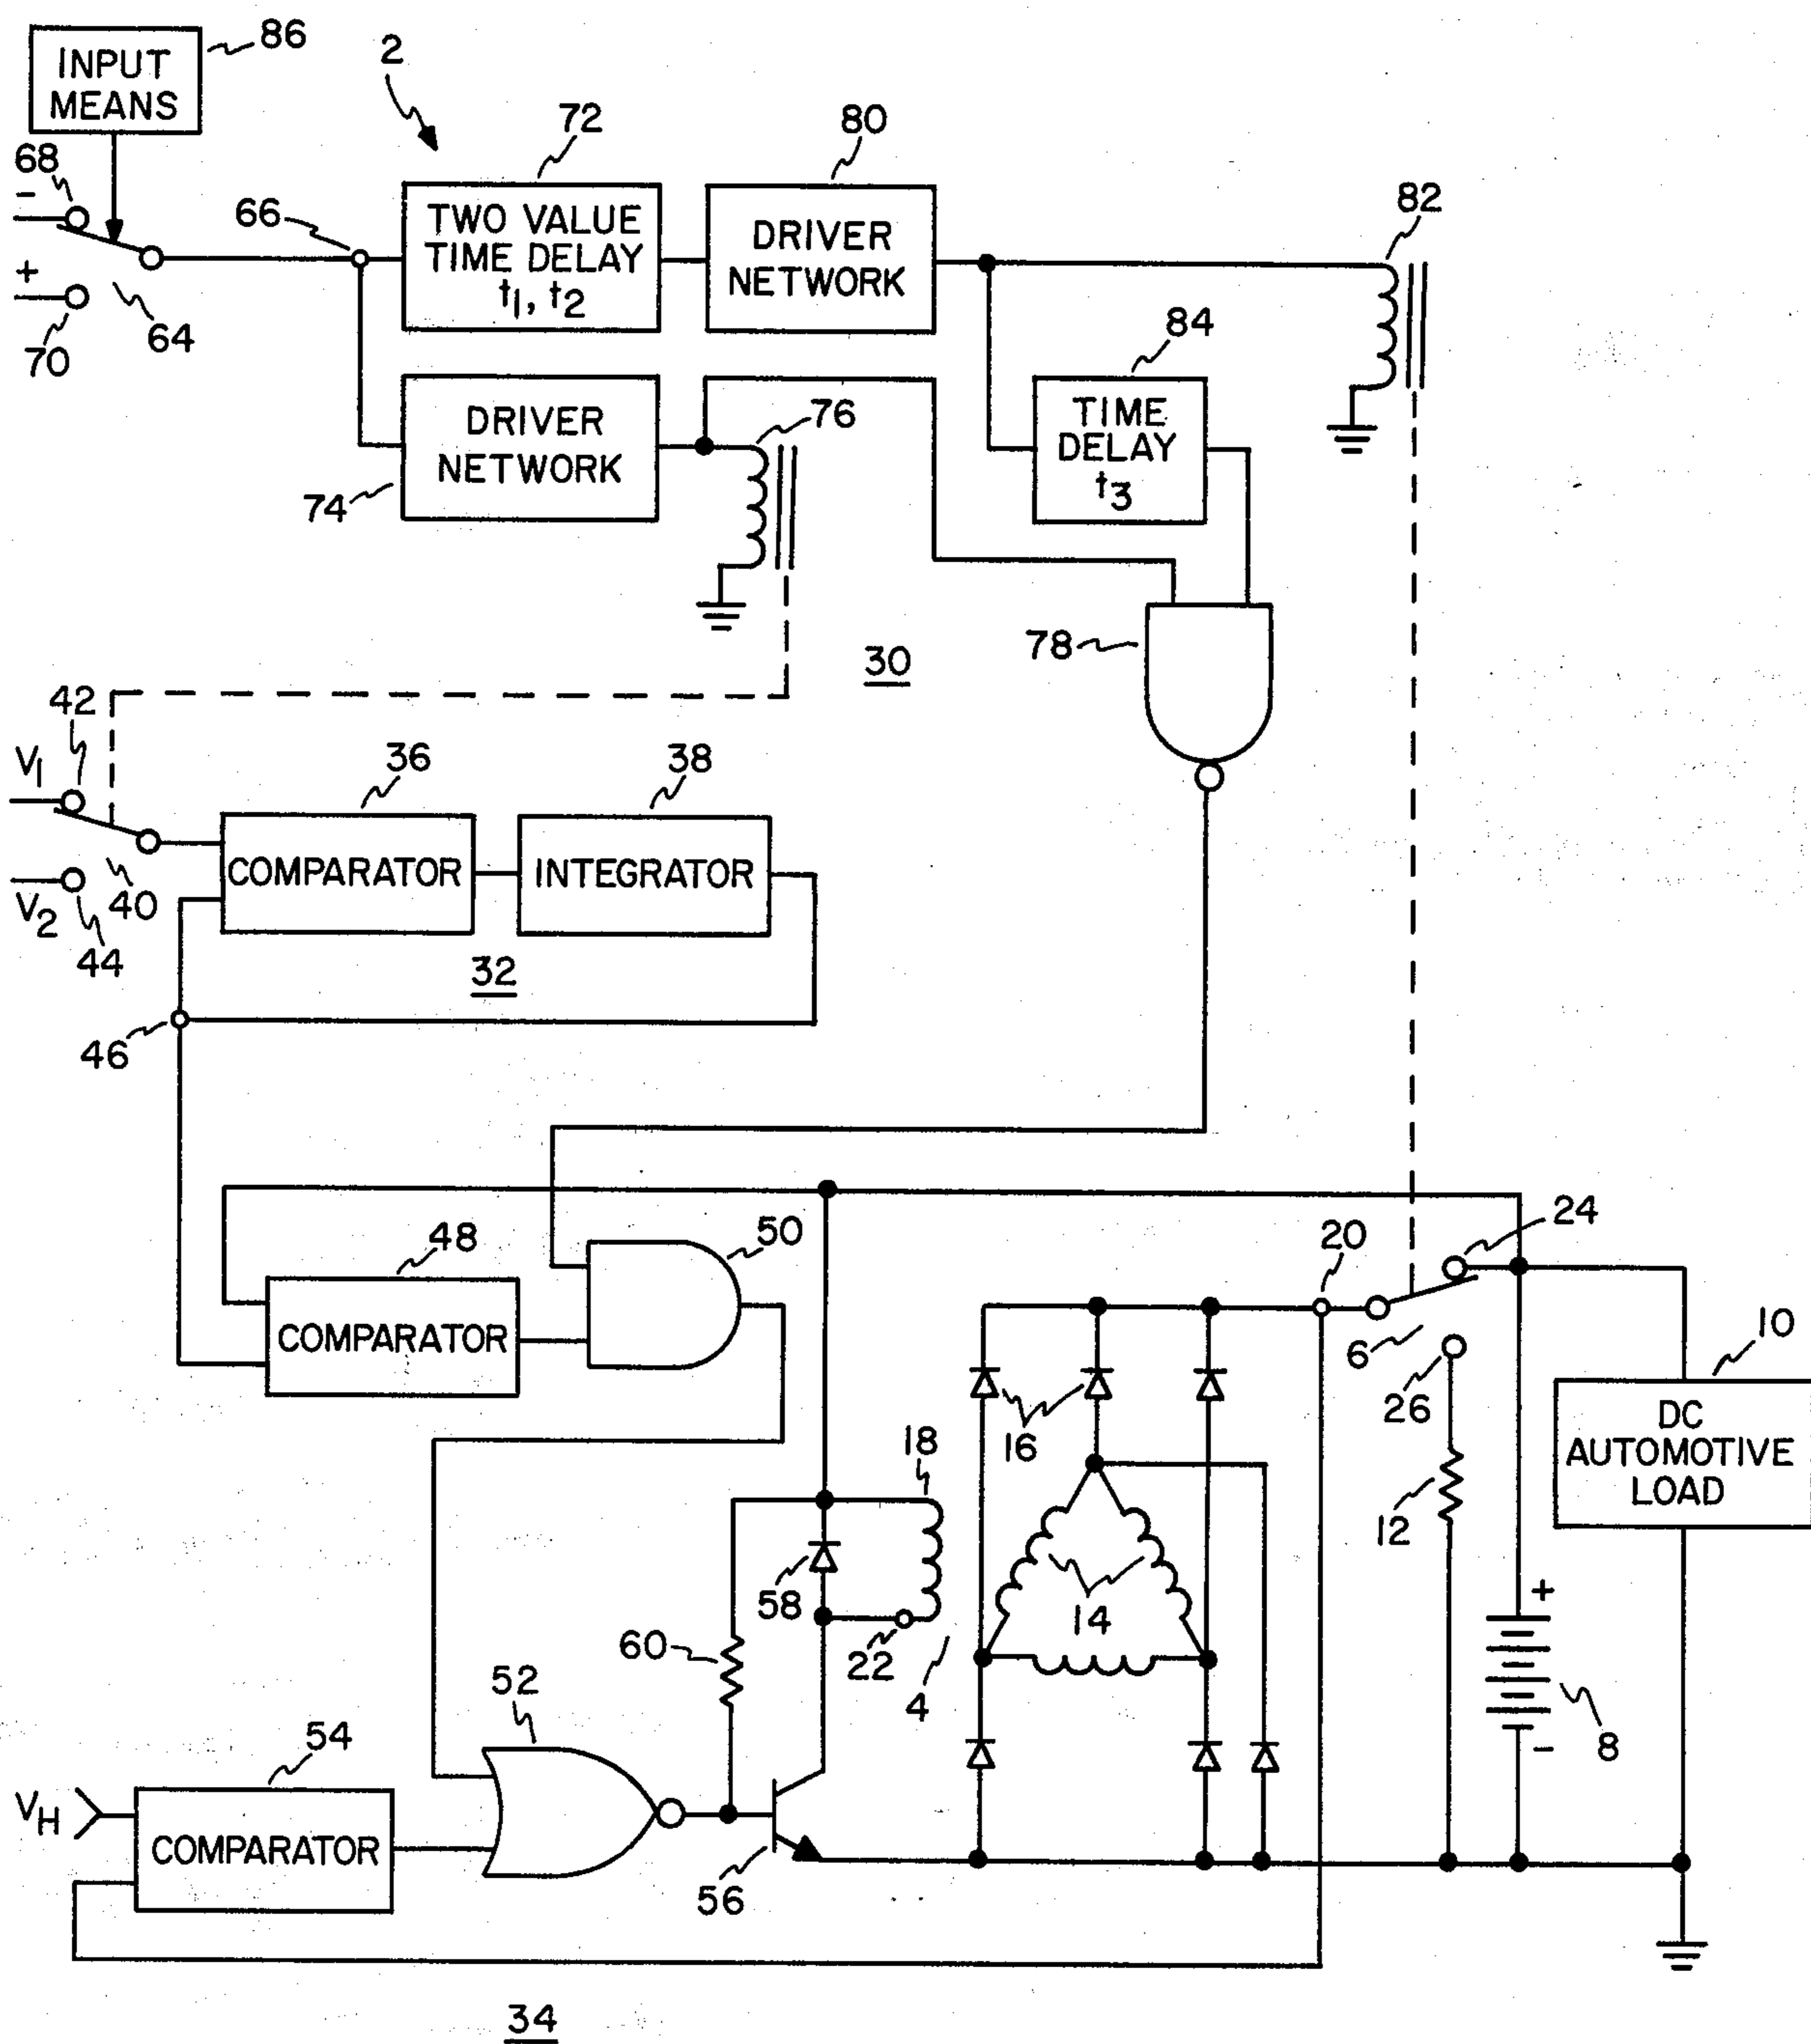 86
INPUT
MEANS
2
72
80
68
-
66
TWO VALUE
TIME DELAY
t1, t2
DRIVER
NETWORK
82
+
70
64
84
DRIVER
NETWORK
76
TIME
DELAY
t3
74
78
30
42
V1
36
38
COMPARATOR
INTEGRATOR
V2
40
44
32
46
48
50
20
24
COMPARATOR
6
10
26
DC
AUTOMOTIVE
LOAD
16
18
12
58
14
+
60
22
4
52
8
-
54
VH
COMPARATOR
56
34